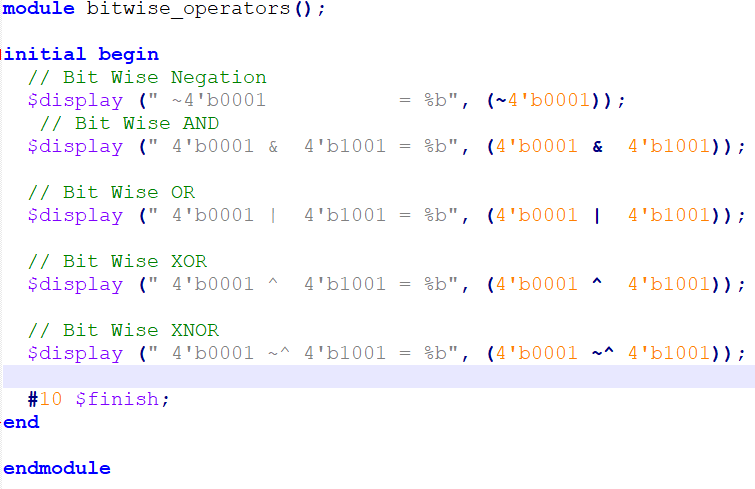 module bitwise_operators();
initial begin
// Bit Wise Negation
$display (" ~4'b0001           = %b", (~4'b0001));
// Bit Wise AND
$display (" 4'b0001 &  4'b1001 = %b", (4'b0001 &  4'b1001));
// Bit Wise OR
$display (" 4'b0001 |  4'b1001 = %b", (4'b0001 |  4'b1001));
// Bit Wise XOR
$display (" 4'b0001 ^  4'b1001 = %b", (4'b0001 ^  4'b1001));
// Bit Wise XNOR
$display (" 4'b0001 ~^ 4'b1001 = %b", (4'b0001 ~^ 4'b1001));
#10 $finish;
end
endmodule